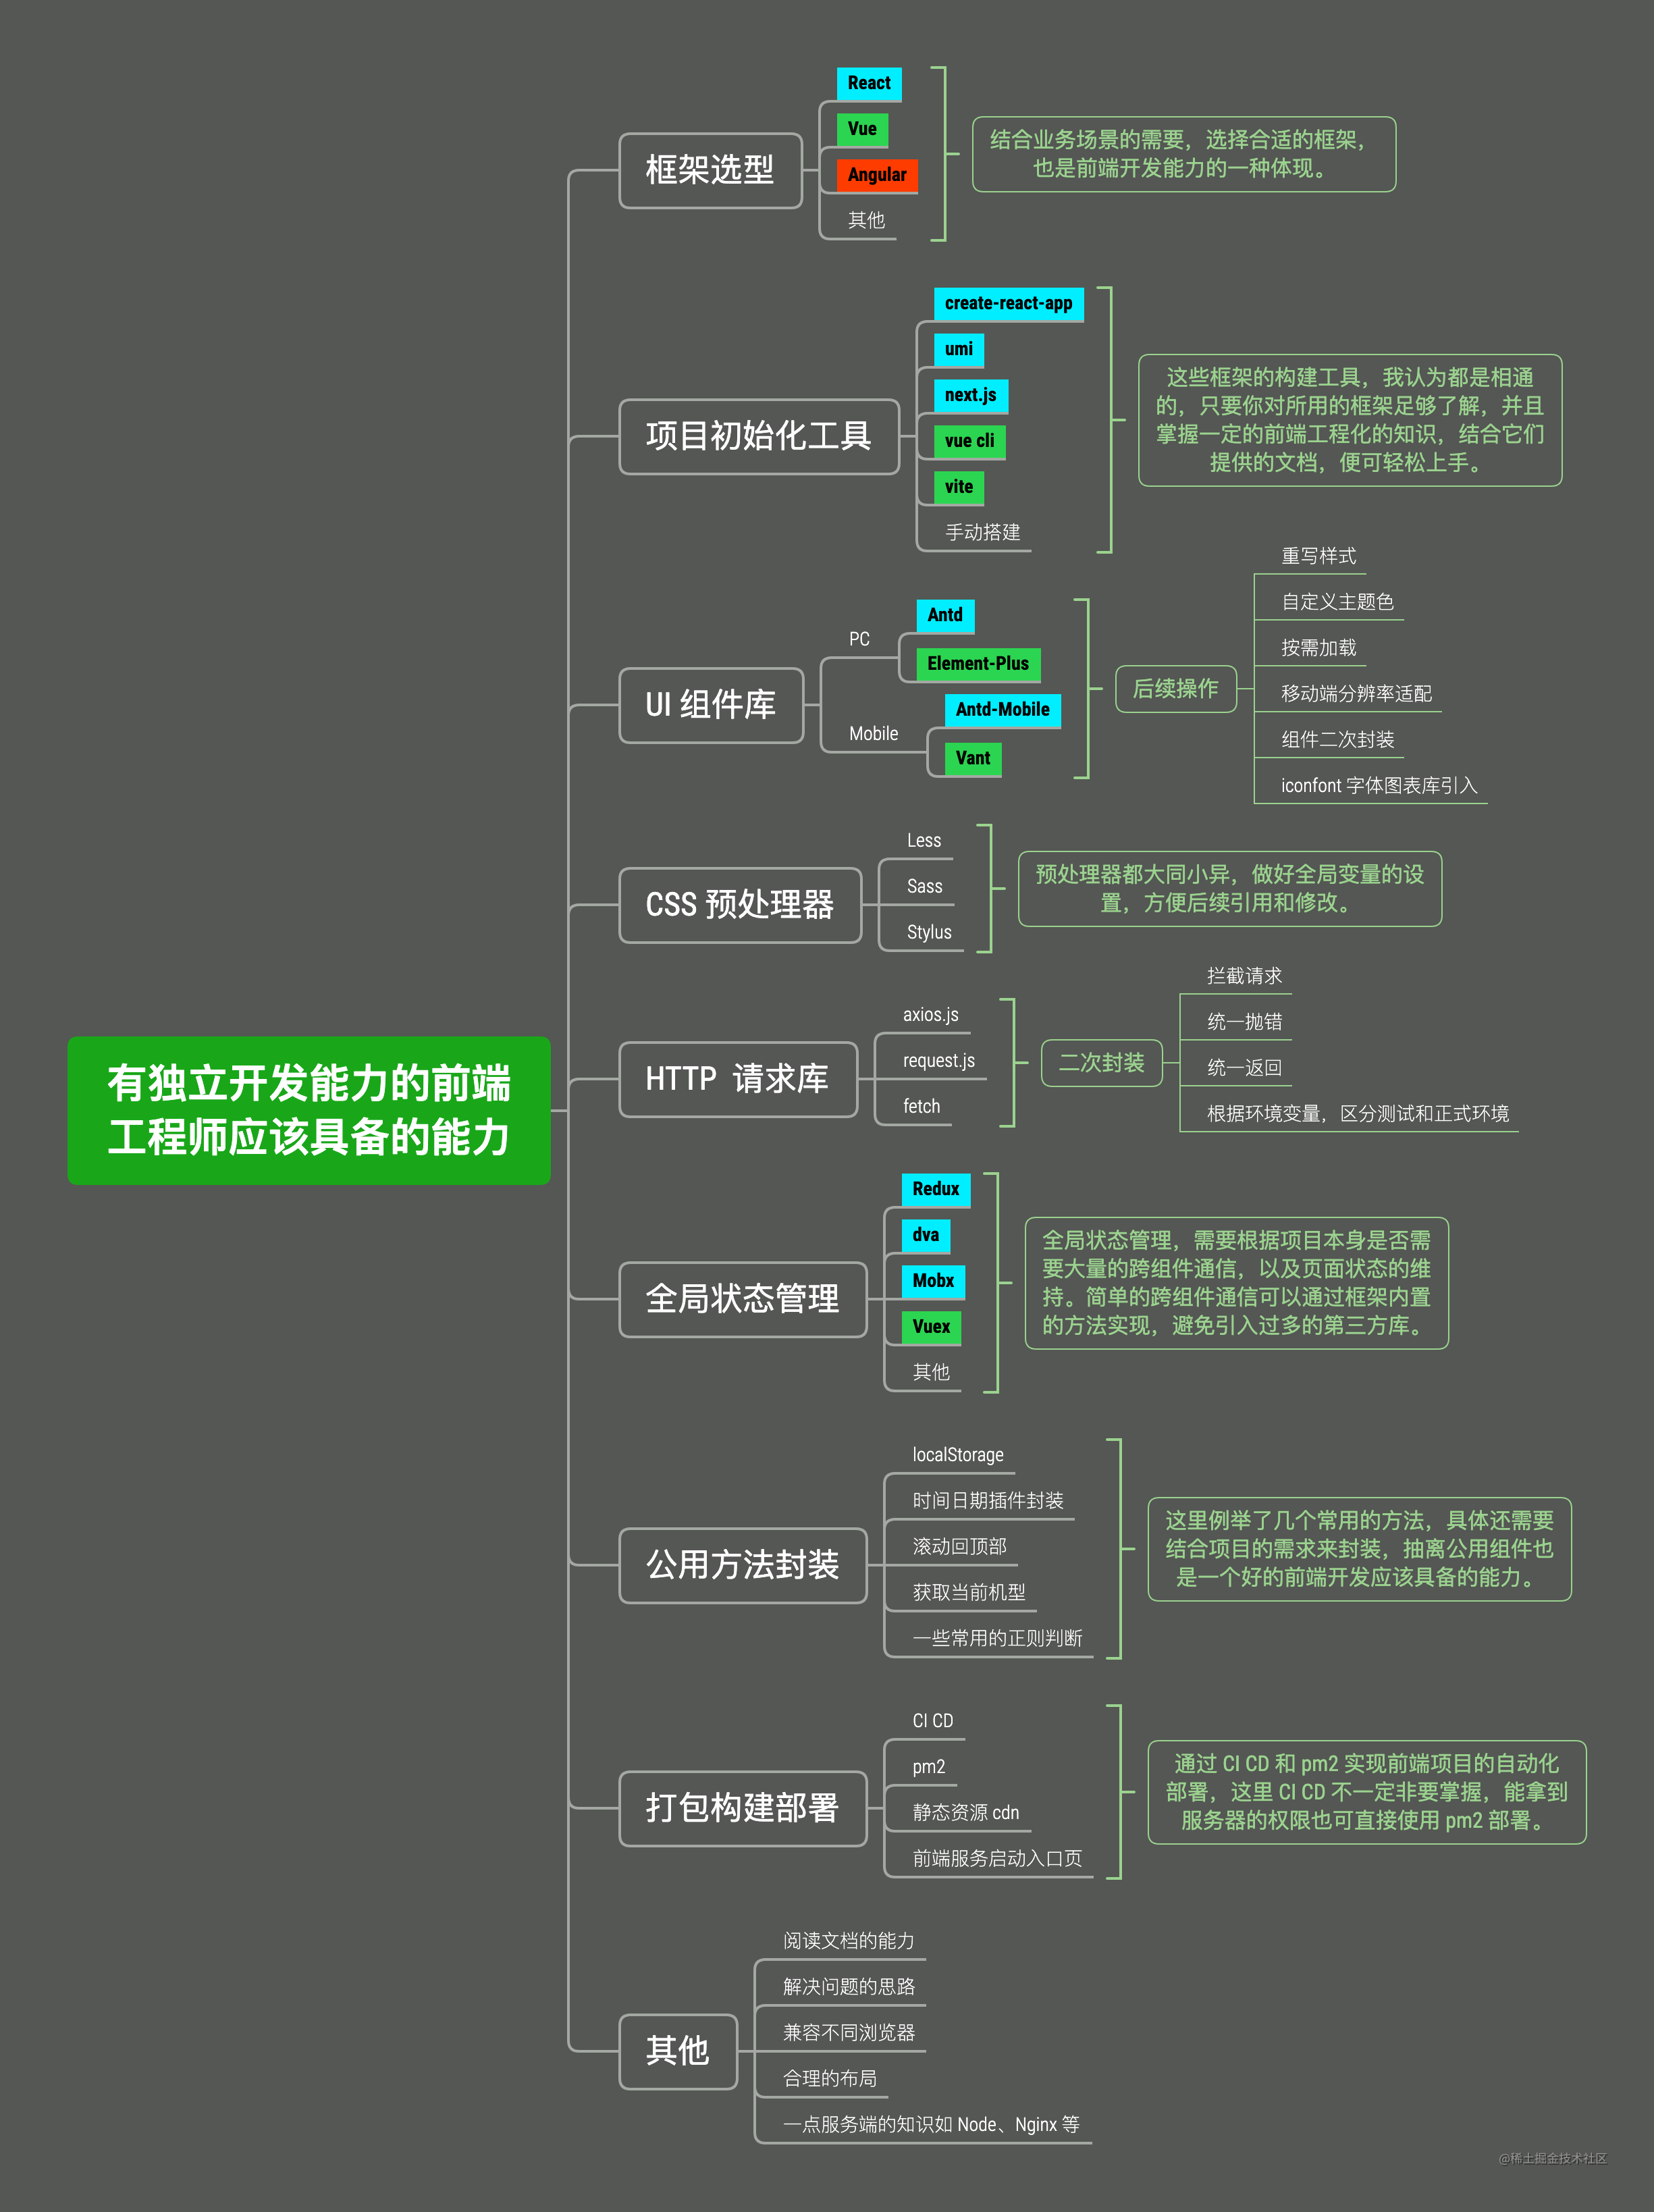 有独立开发能力的前端
工程师应该具备的能力
框架选型
React
Vue
Angular
其他
结合业务场景的需要，选择合适的框架，
也是前端开发能力的一种体现。
项目初始化工具
create-react-app
umi
next.js
vue cli
vite
手动搭建
这些框架的构建工具，我认为都是相通
的，只要你对所用的框架足够了解，并且
掌握一定的前端工程化的知识，结合它们
提供的文档，便可轻松上手。
UI 组件库
PC
Antd
Element-Plus
Mobile
Antd-Mobile
Vant
后续操作
重写样式
自定义主题色
按需加载
移动端分辨率适配
组件二次封装
iconfont 字体图表库引入
CSS 预处理器
Less
Sass
Stylus
预处理器都大同小异，做好全局变量的设
置，方便后续引用和修改。
HTTP 请求库
axios.js
request.js
fetch
二次封装
拦截请求
统一抛错
统一返回
根据环境变量，区分测试和正式环境
全局状态管理
Redux
dva
Mobx
Vuex
其他
全局状态管理，需要根据项目本身是否需
要大量的跨组件通信，以及页面状态的维
持。简单的跨组件通信可以通过框架内置
的方法实现，避免引入过多的第三方库。
公用方法封装
localStorage
时间日期插件封装
滚动回顶部
获取当前机型
一些常用的正则判断
这里例举了几个常用的方法，具体还需要
结合项目的需求来封装，抽离公用组件也
是一个好的前端开发应该具备的能力。
打包构建部署
CI CD
pm2
静态资源 cdn
前端服务启动入口页
通过 CI CD 和 pm2 实现前端项目的自动化
部署，这里 CI CD 不一定非要掌握，能拿到
服务器的权限也可直接使用 pm2 部署。
其他
阅读文档的能力
解决问题的思路
兼容不同浏览器
合理的布局
一点服务端的知识如 Node、Nginx 等
@稀土掘金技术社区